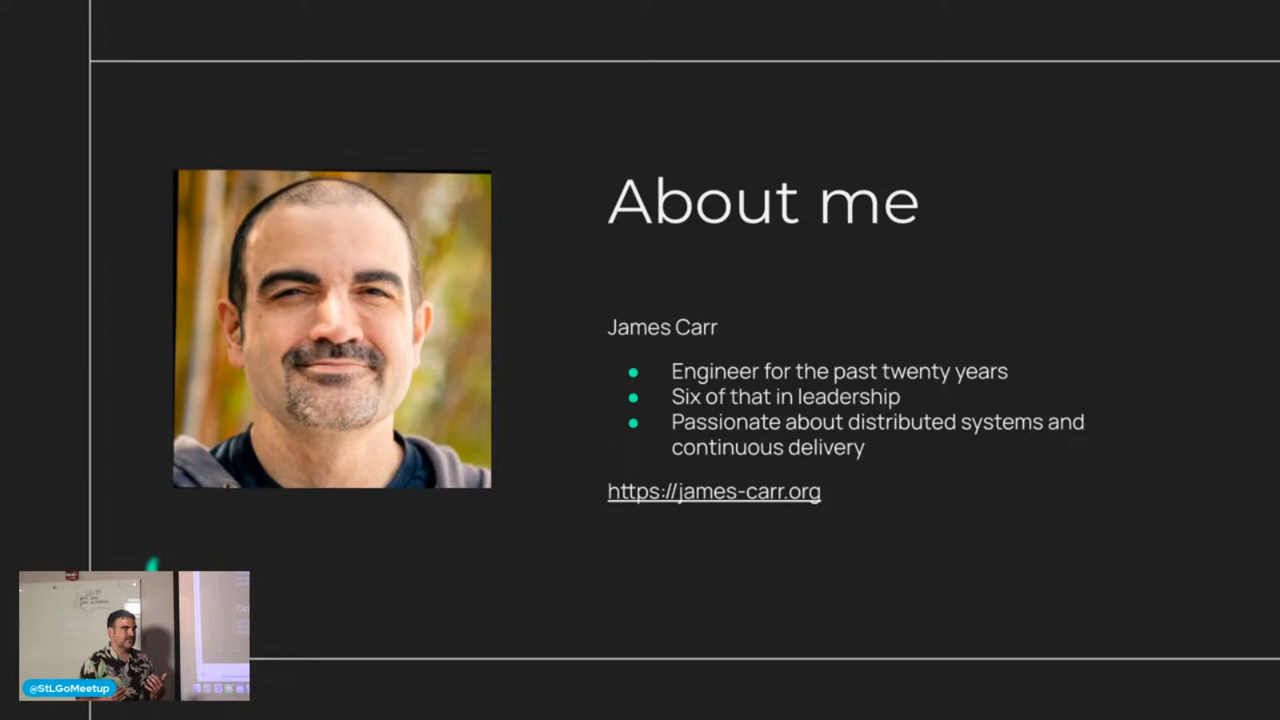 About me
James Carr
Engineer for the past twenty years
Six of that in leadership
Passionate about distributed systems and
continuous delivery
https://james-carr.org
@StLGoMeetup